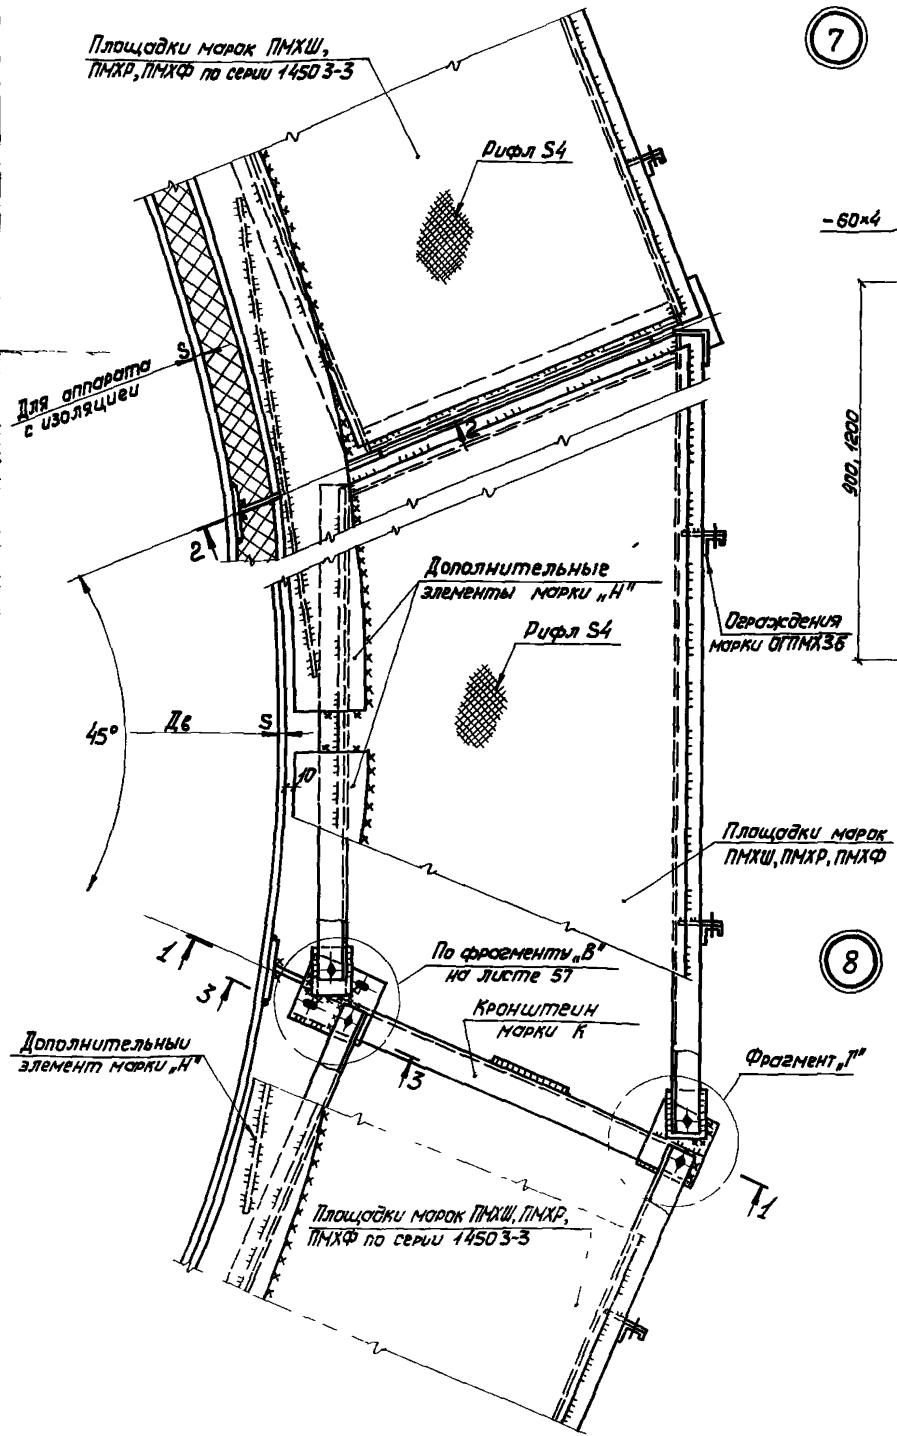 Площадки марок ПМХШ,
ПМХР, ПМХФ по серии 1450 3-3
7
Рифл S4
-60×4
S
Для аппарата
с изоляцией
900, 1200
2
2
Дополнительные
элементы марки „Н"
Рифл S4
Ограждения
марки ОГПМХ36
45°
Дв
S
10
Площадки марок
ПМХШ, ПМХР, ПМХФ
1
3
По фрагменту „В"
на листе 57
8
Кронштеин
марки К
Дополнительныи
элемент марки „Н"
3
Фрагмент „Г"
1
Площадки марок ПМХШ, ПМХР,
ПМХФ по серии 1450 3-3